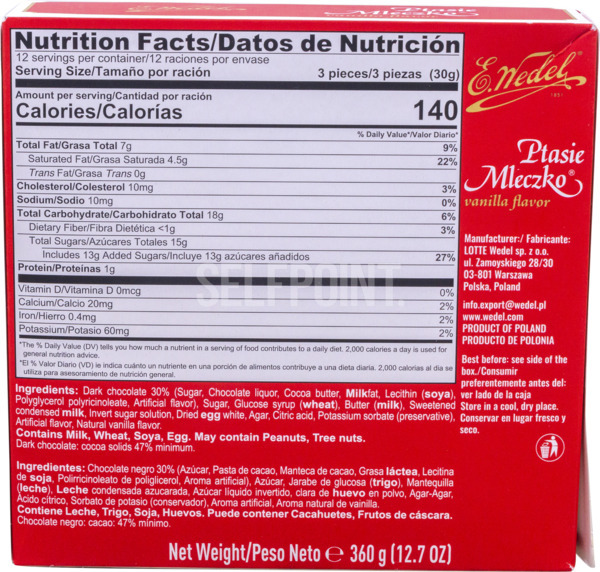 Nutrition Facts/Datos de Nutrición
12 servings per container/12 raciones por envase
Serving Size/Tamaño por ración 3 pieces/3 piezas (30g)
Amount per serving/Cantidad por ración
Calories/Calorías 140
% Daily Value*/Valor Diario*
Total Fat/Grasa Total 7g 9%
Saturated Fat/Grasa Saturada 4.5g 22%
Trans Fat/Grasa Trans 0g
Cholesterol/Colesterol 10mg 3%
Sodium/Sodio 10mg 0%
Total Carbohydrate/Carbohidrato Total 18g 6%
Dietary Fiber/Fibra Dietética <1g 3%
Total Sugars/Azúcares Totales 15g
Includes 13g Added Sugars/Incluye 13g azúcares añadidos 27%
Protein/Proteínas 1g
Vitamin D/Vitamina D 0mcg 0%
Calcium/Calcio 20mg 2%
Iron/Hierro 0.4mg 2%
Potassium/Potasio 60mg 2%
*The % Daily Value (DV) tells you how much a nutrient in a serving of food contributes to a daily diet. 2,000 calories a day is used for
general nutrition advice.
*El % Valor Diario (VD) le indica cuánto un nutriente en una porción de alimentos contribuye a una dieta diaria. 2,000 calorías al día se
utiliza para asesoramiento de nutrición general.
SELFPOINT.
Ingredients: Dark chocolate 30% (Sugar, Chocolate liquor, Cocoa butter, Milkfat, Lecithin (soya),
Polyglycerol polyricinoleate, Artificial flavor), Sugar, Glucose syrup (wheat), Butter (milk), Sweetened
condensed milk, Invert sugar solution, Dried egg white, Agar, Citric acid, Potassium sorbate (preservative),
Artificial flavor, Natural vanilla flavor.
Contains Milk, Wheat, Soya, Egg. May contain Peanuts, Tree nuts.
Dark chocolate: cocoa solids 47% minimum.
Ingredientes: Chocolate negro 30% (Azúcar, Pasta de cacao, Manteca de cacao, Grasa láctea, Lecitina
de soja, Polirricinoleato de poliglicerol, Aroma artificial), Azúcar, Jarabe de glucosa (trigo), Mantequilla
(leche), Leche condensada azucarada, Azúcar líquido invertido, clara de huevo en polvo, Agar-Agar,
Ácido cítrico, Sorbato de potasio (conservador), Aroma artificial, Aroma natural de vainilla.
Contiene Leche, Trigo, Soja, Huevos. Puede contener Cacahuetes, Frutos de cáscara.
Chocolate negro: cacao: 47% mínimo.
Net Weight/Peso Neto ℮ 360 g (12.7 OZ)
E.Wedel
1851
Ptasie
Mleczko®
vanilla flavor
Manufacturer:/ Fabricante:
LOTTE Wedel sp. z o.o.
ul. Zamoyskiego 28/30
03-801 Warszawa
Polska, Poland
info.export@wedel.pl
www.wedel.com
PRODUCT OF POLAND
PRODUCTO DE POLONIA
Best before: see side of the
box./Consumir
preferentemente antes del:
ver lado de la caja
Store in a cool, dry place.
Conservar en lugar fresco y
seco.